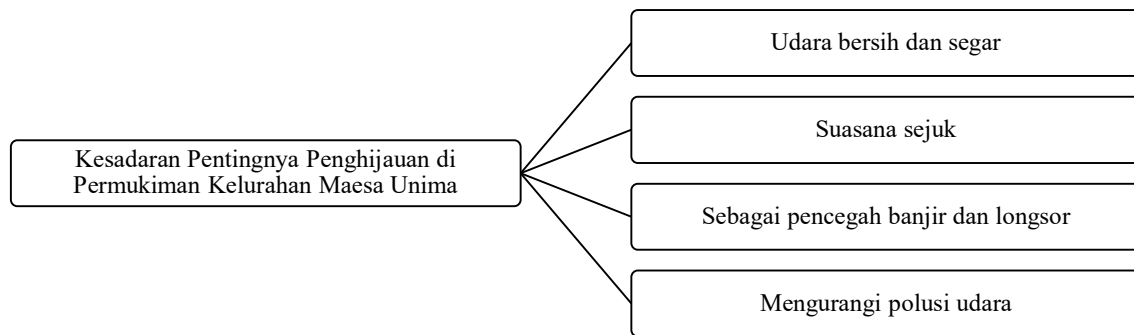 Udara bersih dan segar
Suasana sejuk
Kesadaran Pentingnya Penghijauan di
Permukiman Kelurahan Maesa Unima
Sebagai pencegah banjir dan longsor
Mengurangi polusi udara